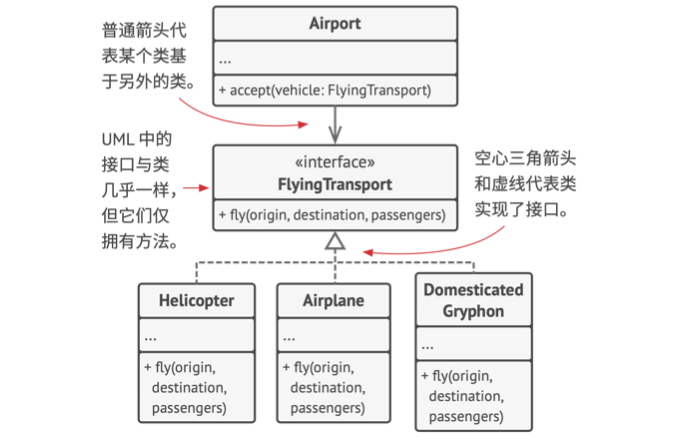 普通箭头代
表某个类基
于另外的类。
Airport
...
+ accept(vehicle: FlyingTransport)
UML 中的
接口与类
几乎一样，
但它们仅
拥有方法。
«interface»
FlyingTransport
+ fly(origin, destination, passengers)
空心三角箭头
和虚线代表类
实现了接口。
Helicopter
...
+ fly(origin,
destination,
passengers)
Airplane
...
+ fly(origin,
destination,
passengers)
Domesticated
Gryphon
...
+ fly(origin,
destination,
passengers)